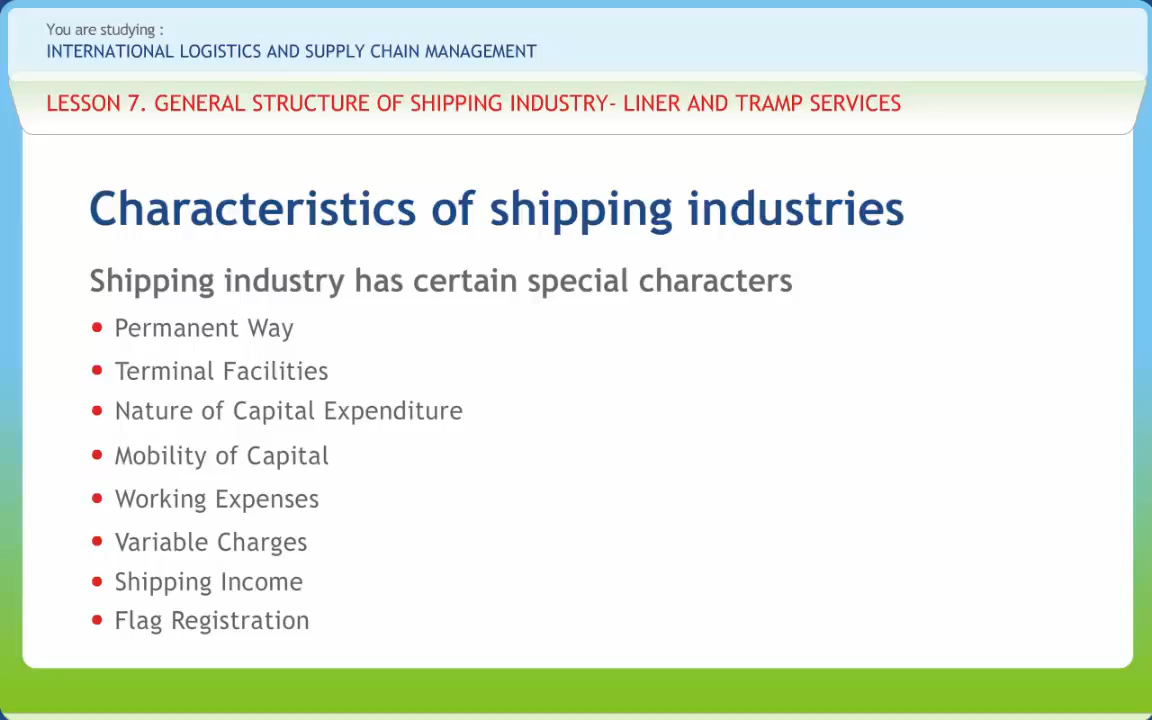 You are studying :
INTERNATIONAL LOGISTICS AND SUPPLY CHAIN MANAGEMENT
LESSON 7. GENERAL STRUCTURE OF SHIPPING INDUSTRY- LINER AND TRAMP SERVICES
Characteristics of shipping industries
Shipping industry has certain special characters
• Permanent Way
• Terminal Facilities
• Nature of Capital Expenditure
• Mobility of Capital
• Working Expenses
• Variable Charges
• Shipping Income
• Flag Registration